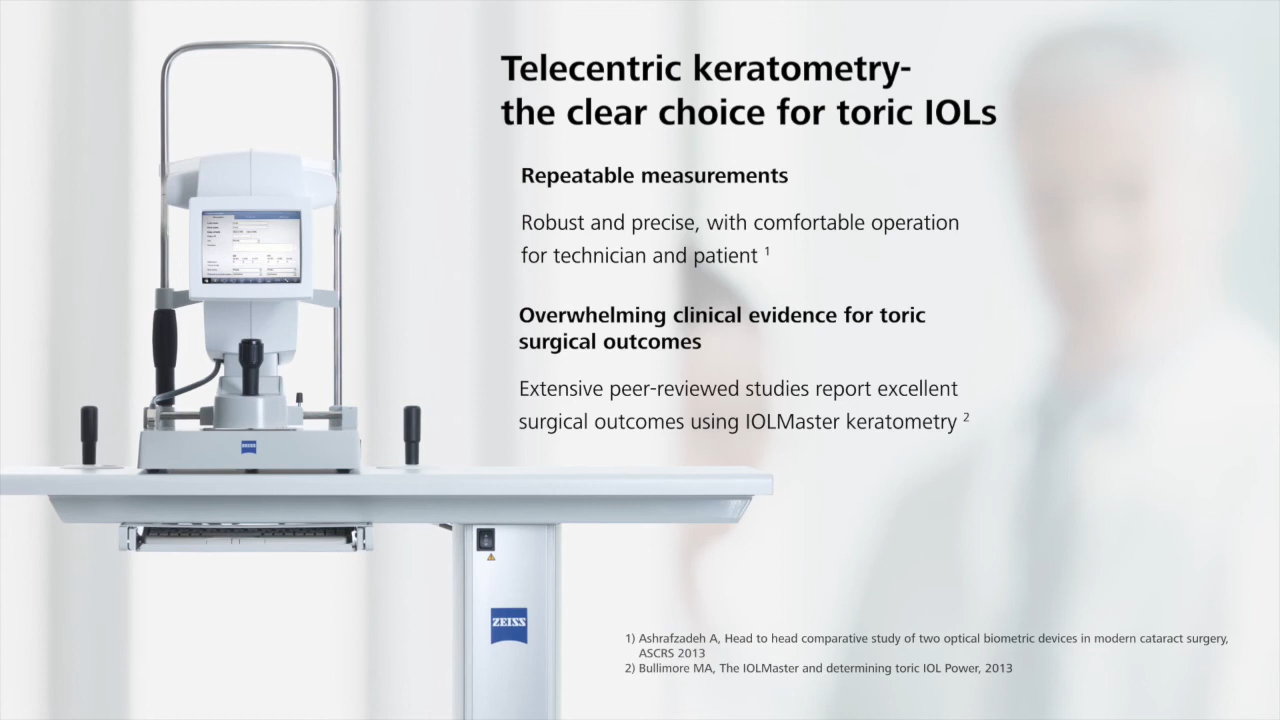 Telecentric keratometry-
the clear choice for toric IOLs
Repeatable measurements
Robust and precise, with comfortable operation
for technician and patient 1
Overwhelming clinical evidence for toric
surgical outcomes
Extensive peer-reviewed studies report excellent
surgical outcomes using IOLMaster keratometry 2
ZEISS
ZEISS
1) Ashrafzadeh A, Head to head comparative study of two optical biometric devices in modern cataract surgery,
ASCRS 2013
2) Bullimore MA, The IOLMaster and determining toric IOL Power, 2013